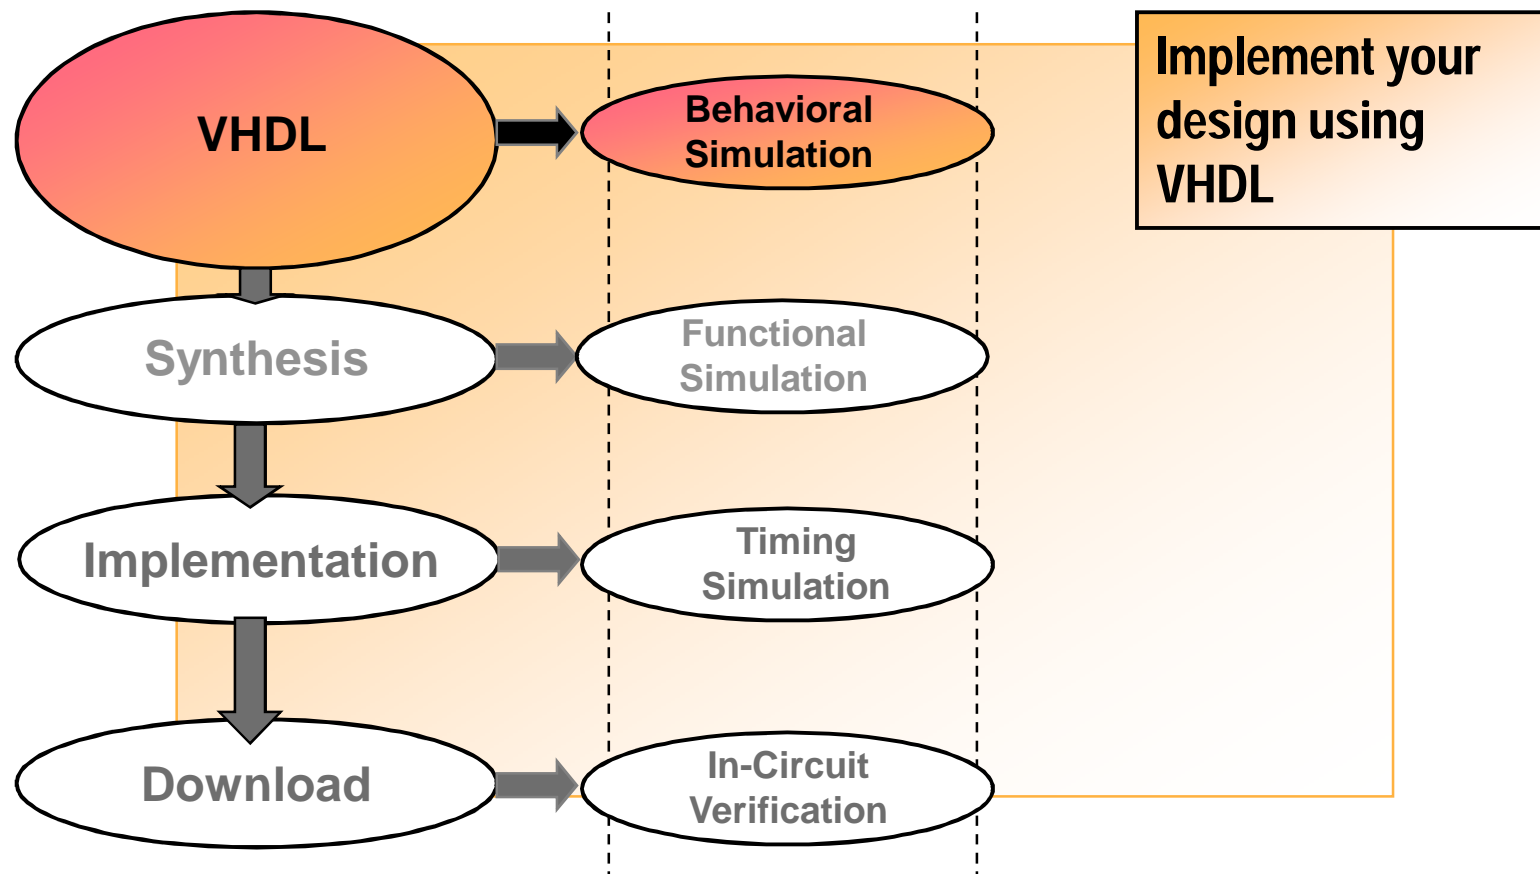 VHDL
Behavioral
Simulation
Implement your
design using
VHDL
Synthesis
Functional
Simulation
Implementation
Timing
Simulation
Download
In-Circuit
Verification